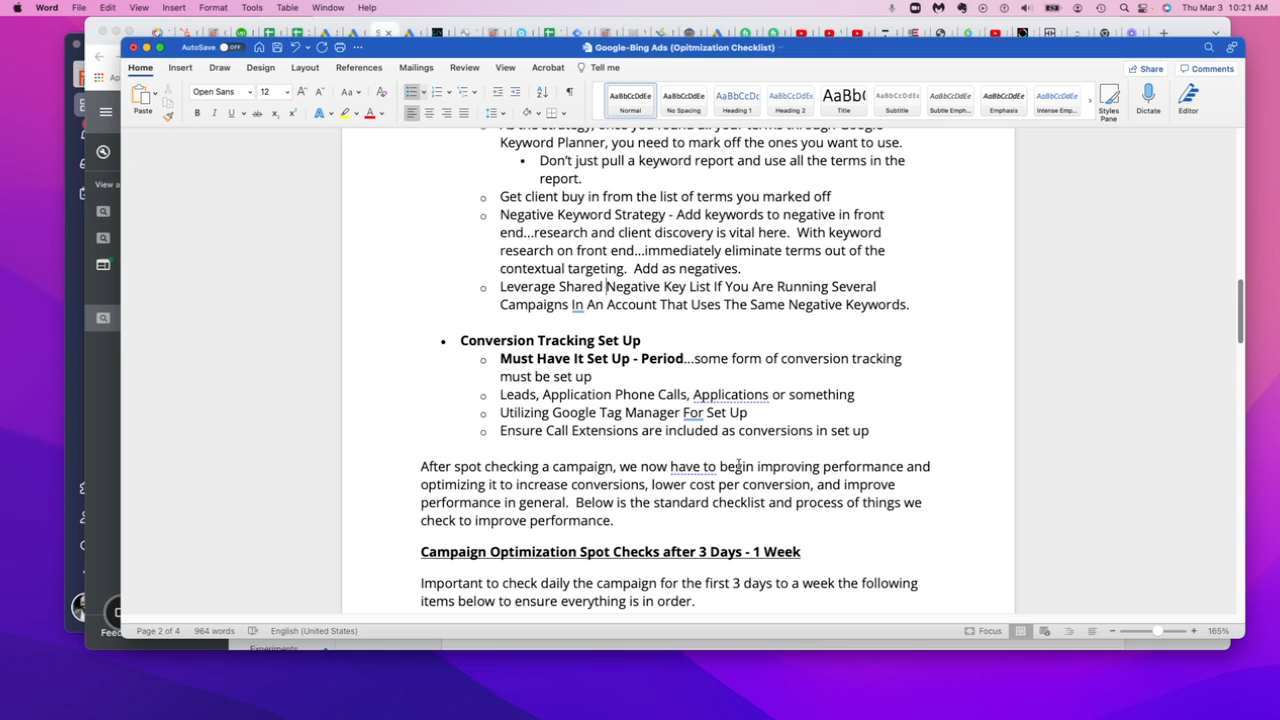 Word File Edit View Insert Format Tools Table Window Help Thu Mar 3 10:21 AM
AutoSave OFF Google-Bing Ads (Opitmization Checklist)
Home Insert Draw Design Layout References Mailings Review View Acrobat Tell me Share Comments
Paste Open Sans 12 AaBbCcDdEe Normal AaBbCcDdEe No Spacing AaBbCcDc Heading 1 AaBbCcDdEe Heading 2 AaBb( Title AaBbCcDdEe Subtitle AaBbCcDdEe Subtle Emph... AaBbCcDdEe Emphasis AaBbCcDdEe Intense Emp... Styles Pane Dictate Editor
View a
Keyword Planner, you need to mark off the ones you want to use.
Don't just pull a keyword report and use all the terms in the
report.
Get client buy in from the list of terms you marked off
Negative Keyword Strategy - Add keywords to negative in front
end...research and client discovery is vital here. With keyword
research on front end...immediately eliminate terms out of the
contextual targeting. Add as negatives.
Leverage Shared Negative Key List If You Are Running Several
Campaigns In An Account That Uses The Same Negative Keywords.
Conversion Tracking Set Up
Must Have It Set Up - Period...some form of conversion tracking
must be set up
Leads, Application Phone Calls, Applications or something
Utilizing Google Tag Manager For Set Up
Ensure Call Extensions are included as conversions in set up
After spot checking a campaign, we now have to begin improving performance and
optimizing it to increase conversions, lower cost per conversion, and improve
performance in general. Below is the standard checklist and process of things we
check to improve performance.
Campaign Optimization Spot Checks after 3 Days - 1 Week
Important to check daily the campaign for the first 3 days to a week the following
items below to ensure everything is in order.
Page 2 of 4 964 words English (United States) Focus 165%